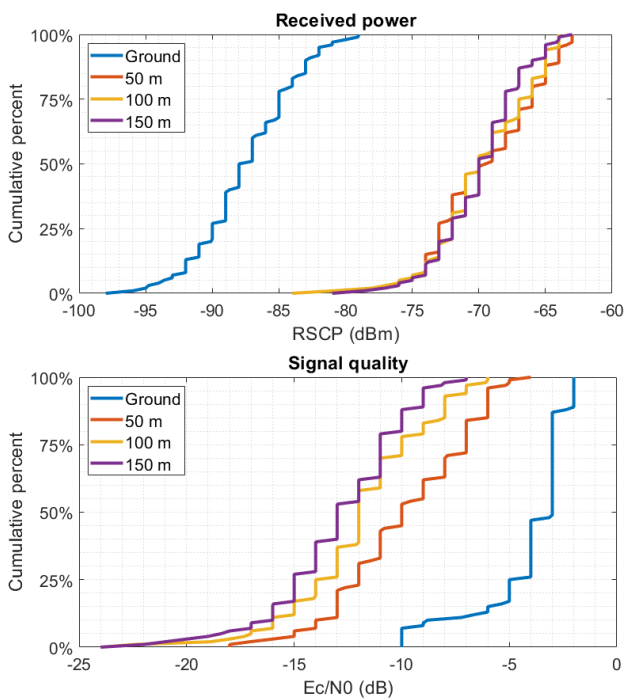 Received power
100%
75%
50%
25%
0%
Cumulative percent
Ground
50 m
100 m
150 m
-100 -95 -90 -85 -80 -75 -70 -65 -60
RSCP (dBm)
Signal quality
100%
75%
50%
25%
0%
Cumulative percent
Ground
50 m
100 m
150 m
-25 -20 -15 -10 -5 0
Ec/N0 (dB)